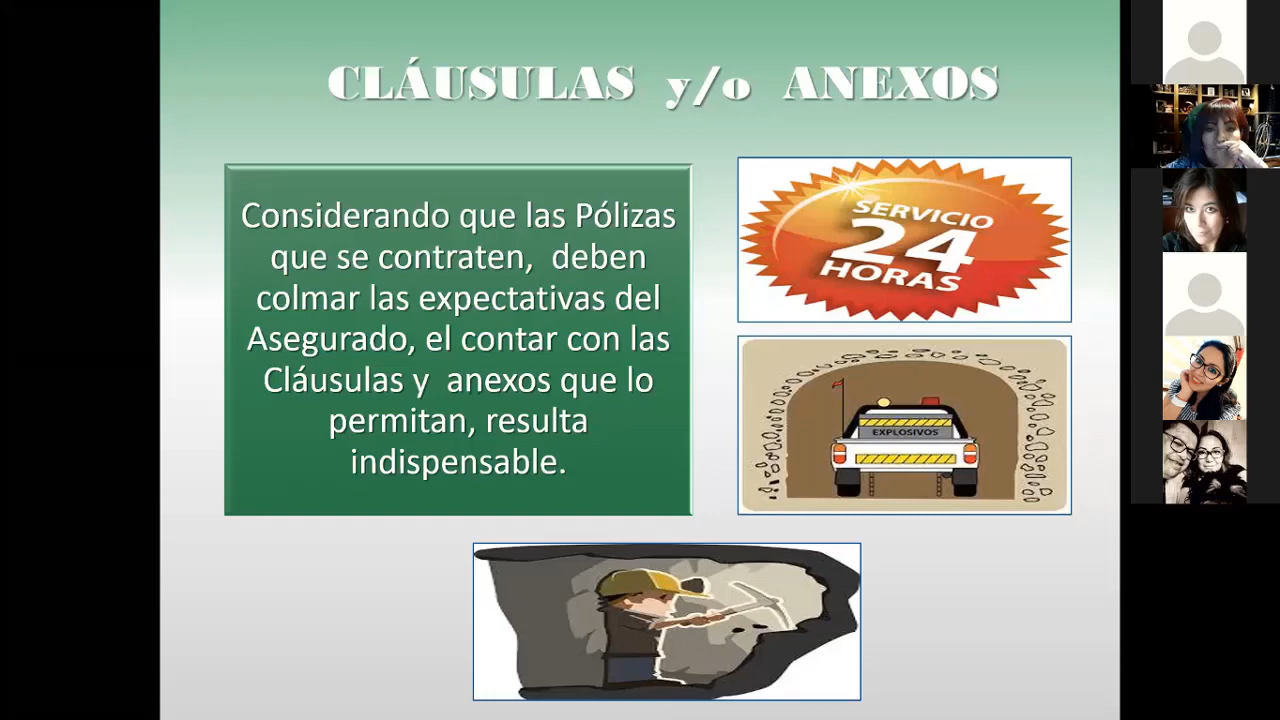 CLÁUSULAS y/o ANEXOS
Considerando que las Pólizas
que se contraten, deben
colmar las expectativas del
Asegurado, el contar con las
Cláusulas y anexos que lo
permitan, resulta
indispensable.
SERVICIO
24
HORAS
EXPLOSIVOS